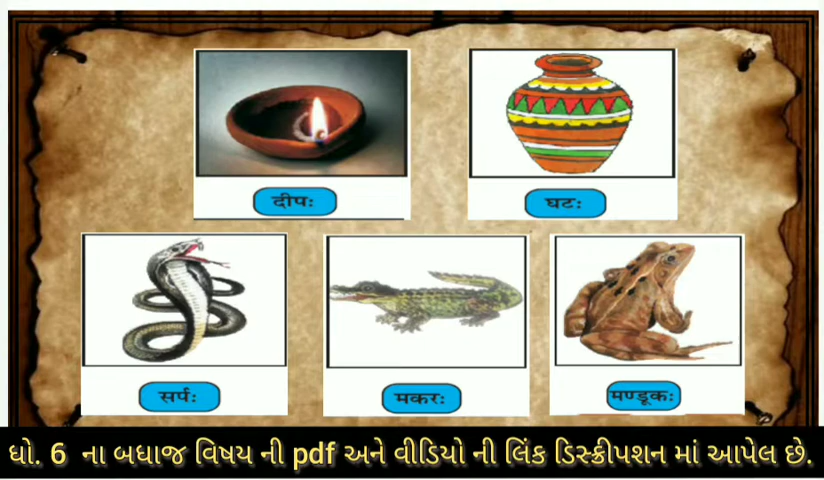 दीपः
घटः
सर्पः
मकरः
मण्डूकः
ધો. 6 ના બધાજ વિષય ની pdf અને વીડિયો ની લિંક ડિસ્ક્રીપશન માં આપેલ છે.